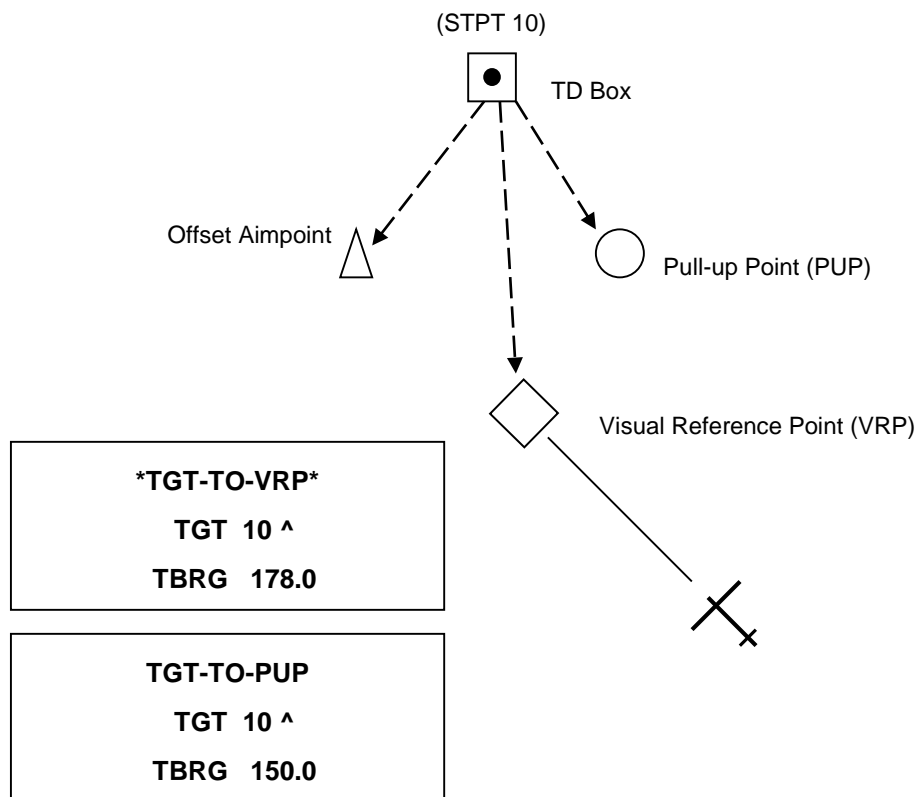 (STPT 10)
TD Box
Offset Aimpoint
Pull-up Point (PUP)
Visual Reference Point (VRP)
*TGT-TO-VRP*
TGT 10 ^
TBRG 178.0
TGT-TO-PUP
TGT 10 ^
TBRG 150.0